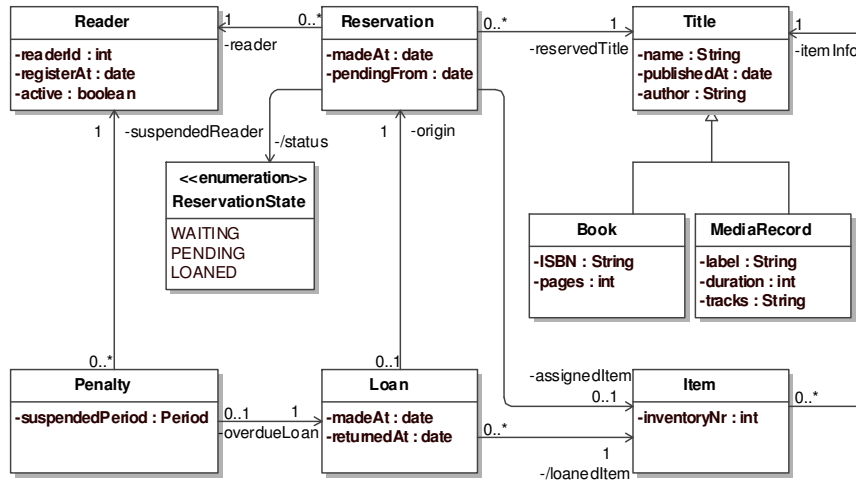 Reader
-readerId : int
-registerAt : date
-active : boolean
1
0..*
-reader
Reservation
-madeAt : date
-pendingFrom : date
0..*
1
-reservedTitle
Title
-name : String
-publishedAt : date
-author : String
1
-itemInfo
1
-suspendedReader
-/status
1
-origin
<<enumeration>>
ReservationState
WAITING
PENDING
LOANED
Book
-ISBN : String
-pages : int
MediaRecord
-label : String
-duration : int
-tracks : String
0..*
Penalty
-suspendedPeriod : Period
0..1
1
-overdueLoan
0..1
Loan
-madeAt : date
-returnedAt : date
-assignedItem
0..1
0..*
1
-/loanedItem
Item
-inventoryNr : int
0..*